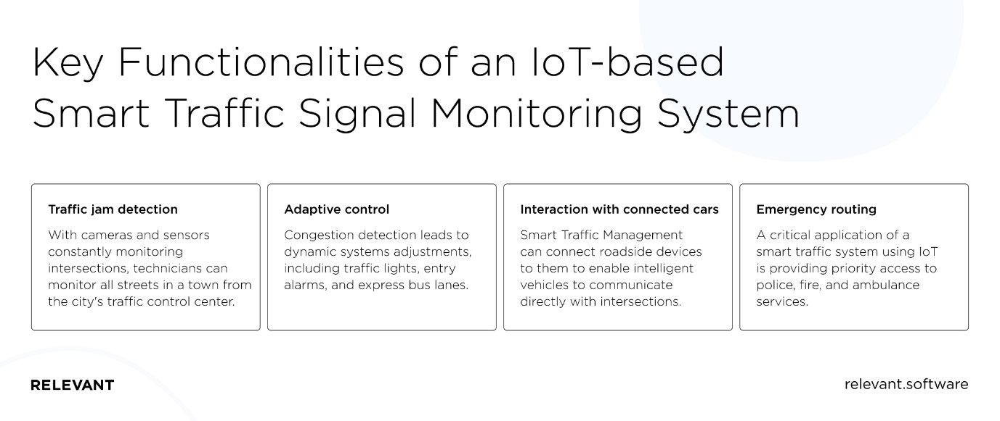 Key Functionalities of an IoT-based
Smart Traffic Signal Monitoring System
Traffic jam detection
With cameras and sensors
constantly monitoring
intersections, technicians can
monitor all streets in a town from
the city's traffic control center.
Adaptive control
Congestion detection leads to
dynamic systems adjustments,
including traffic lights, entry
alarms, and express bus lanes.
Interaction with connected cars
Smart Traffic Management
can connect roadside devices
to them to enable intelligent
vehicles to communicate
directly with intersections.
Emergency routing
A critical application of a
smart traffic system using IoT
is providing priority access to
police, fire, and ambulance
services.
RELEVANT
relevant.software